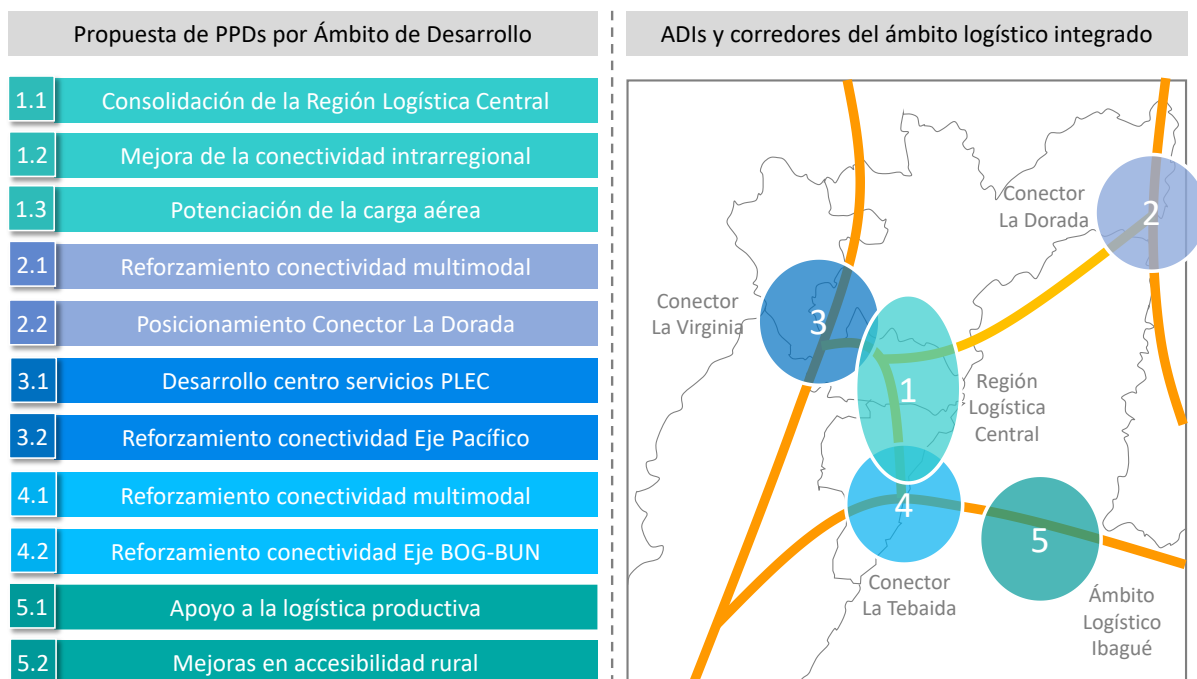 Propuesta de PPDs por Ámbito de Desarrollo
1.1 Consolidación de la Región Logística Central
1.2 Mejora de la conectividad intrarregional
1.3 Potenciación de la carga aérea
2.1 Reforzamiento conectividad multimodal
2.2 Posicionamiento Conector La Dorada
3.1 Desarrollo centro servicios PLEC
3.2 Reforzamiento conectividad Eje Pacífico
4.1 Reforzamiento conectividad multimodal
4.2 Reforzamiento conectividad Eje BOG-BUN
5.1 Apoyo a la logística productiva
5.2 Mejoras en accesibilidad rural
ADIs y corredores del ámbito logístico integrado
Conector
La Dorada
2
Conector
La Virginia
3
1
Región
Logística
Central
4
Conector
La Tebaida
5
Ámbito
Logístico
Ibagué